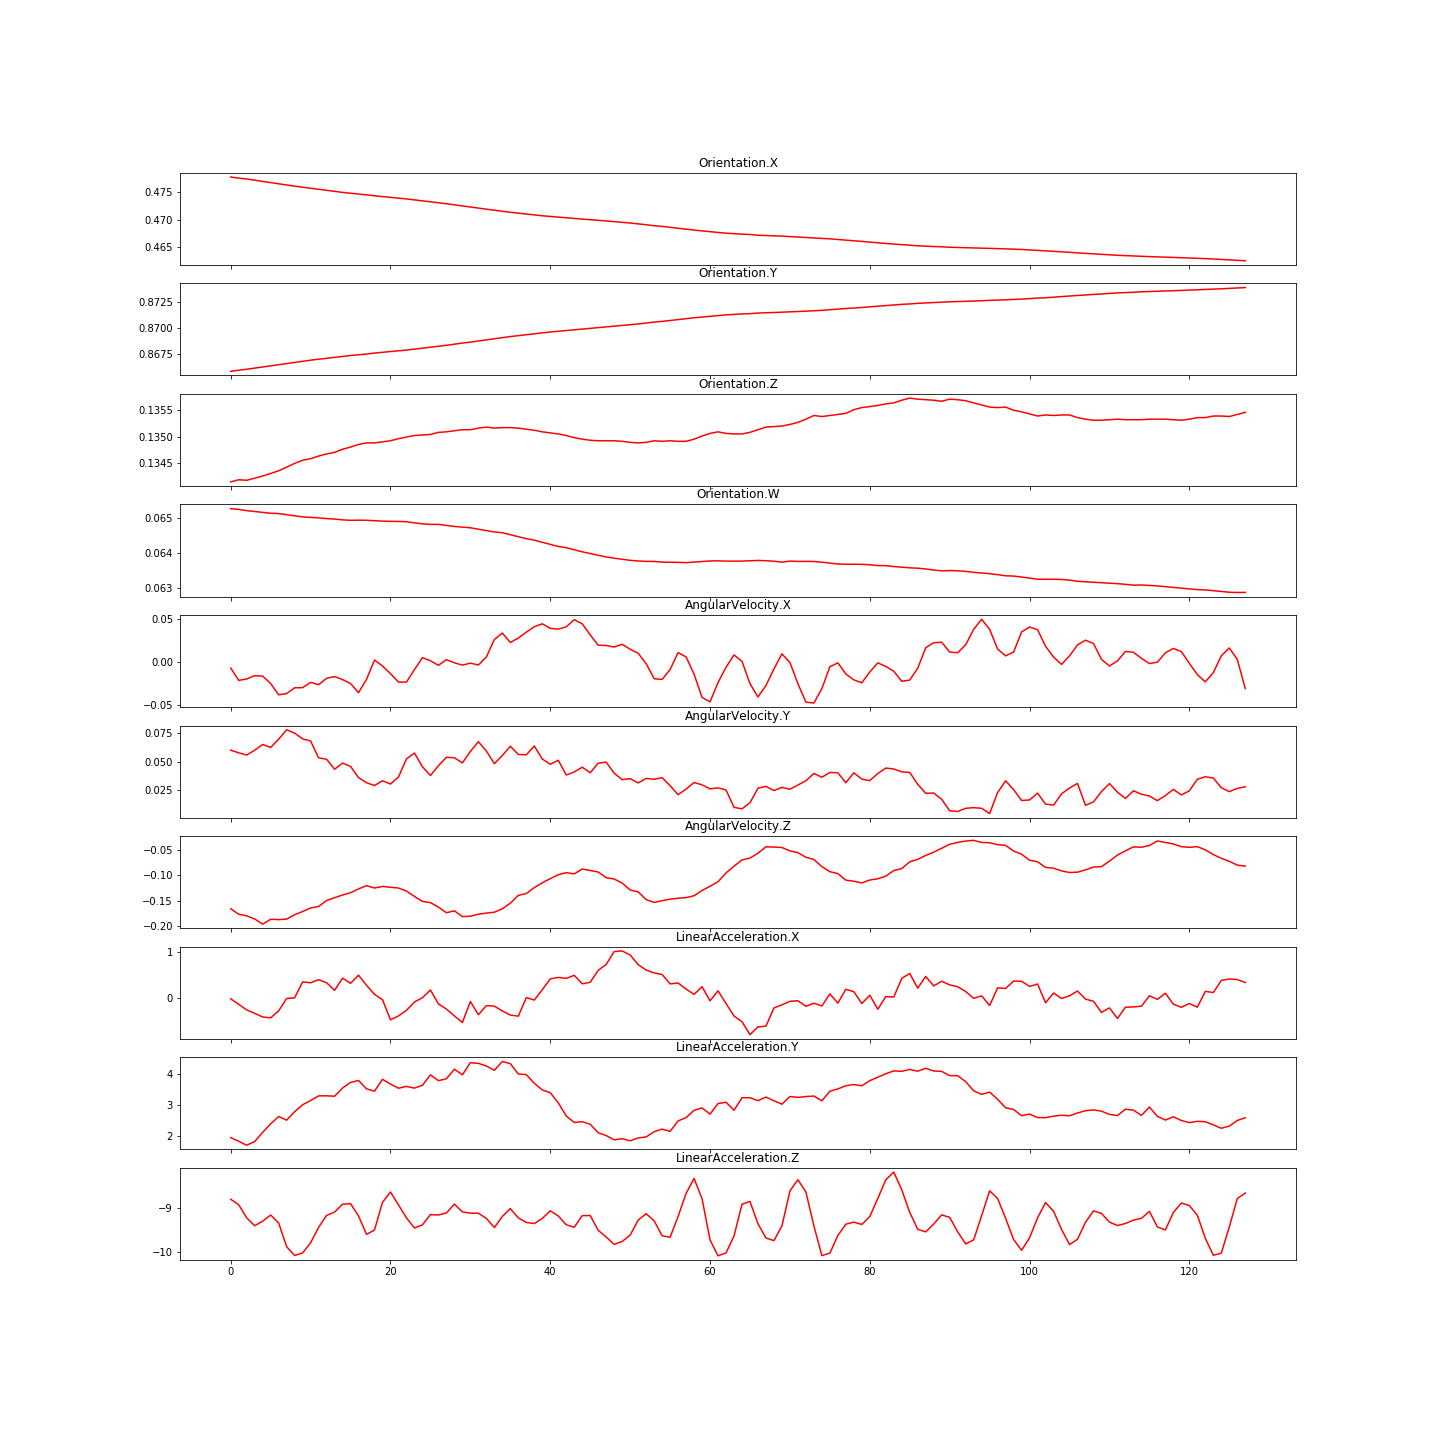 Orientation.X
0.475
0.470
0.465
Orientation.Y
0.8725
0.8700
0.8675
Orientation.Z
0.1355
0.1350
0.1345
Orientation.W
0.065
0.064
0.063
AngularVelocity.X
0.05
0.00
−0.05
AngularVelocity.Y
0.075
0.050
0.025
AngularVelocity.Z
−0.05
−0.10
−0.15
−0.20
LinearAcceleration.X
1
0
LinearAcceleration.Y
4
3
2
LinearAcceleration.Z
−9
−10
0 20 40 60 80 100 120